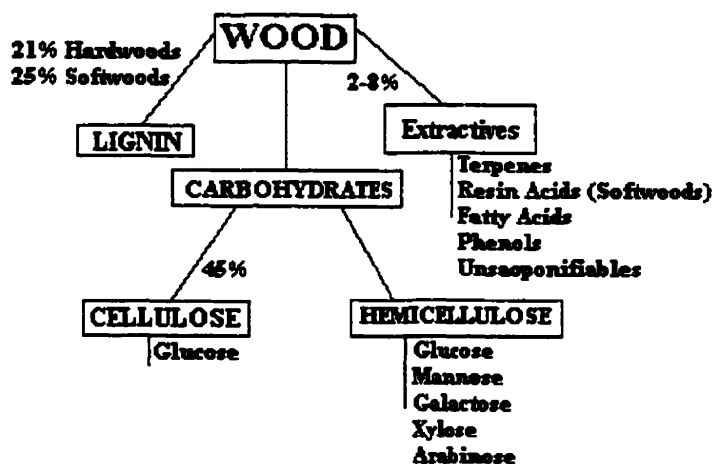 WOOD
21% Hardwoods
25% Softwoods
2-8%
LIGNIN
Extractives
Terpenes
Resin Acids (Softwoods)
Fatty Acids
Phenols
Unsaoponifiables
CARBOHYDRATES
45%
CELLULOSE
Glucose
HEMICELLULOSE
Glucose
Mannose
Galactose
Xylose
Arabinose